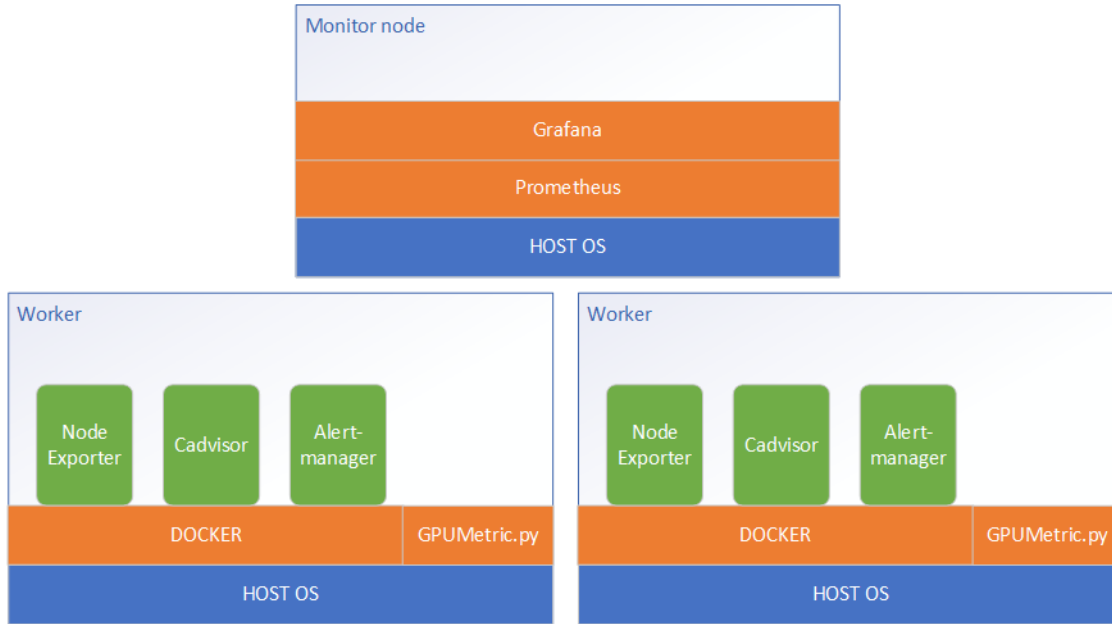 Monitor node
Grafana
Prometheus
HOST OS
Worker
Node
Exporter
Cadvisor
Alert-
manager
DOCKER
GPUMetric.py
HOST OS
Worker
Node
Exporter
Cadvisor
Alert-
manager
DOCKER
GPUMetric.py
HOST OS